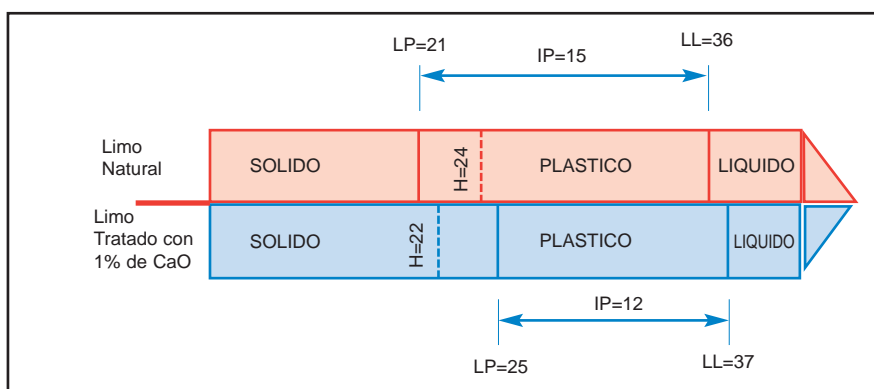 LP=21
IP=15
LL=36
Limo
Natural
SOLIDO
H=24
PLASTICO
LIQUIDO
Limo
Tratado con
1% de CaO
SOLIDO
H=22
PLASTICO
LIQUIDO
IP=12
LP=25
LL=37